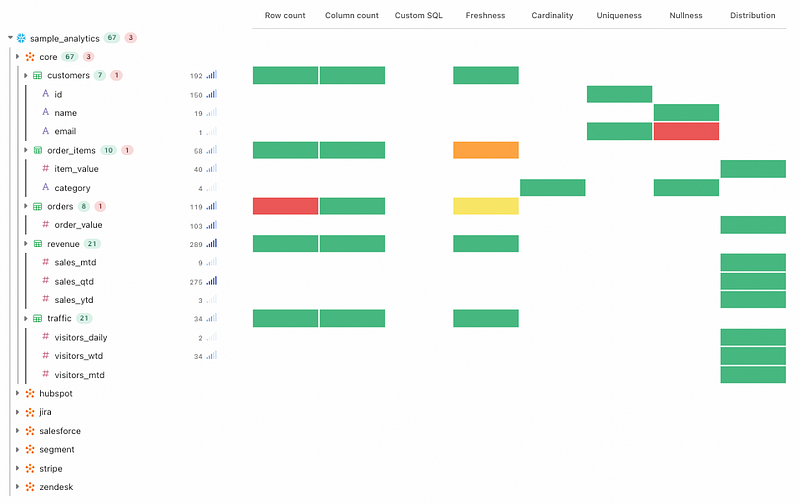 Row count Column count Custom SQL Freshness Cardinality Uniqueness Nullness Distribution
sample_analytics 67 3
core 67 3
customers 7 1 192
A id 150
A name 19
A email 1
order_items 10 1 58
# item_value 40
A category 4
orders 8 1 119
# order_value 103
revenue 21 289
# sales_mtd 9
# sales_qtd 275
# sales_ytd 3
traffic 21 34
# visitors_daily 2
# visitors_wtd 34
# visitors_mtd
hubspot
jira
salesforce
segment
stripe
zendesk